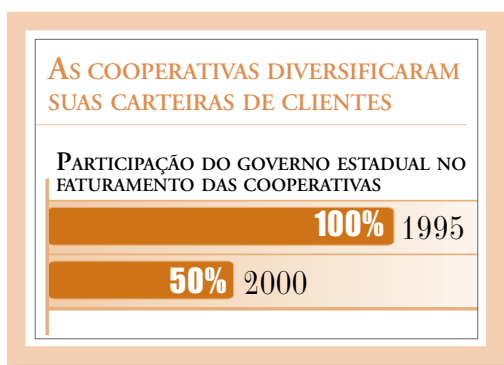 As cooperativas diversificaram
suas carteiras de clientes
Participação do governo estadual no
faturamento das cooperativas
100% 1995
50% 2000